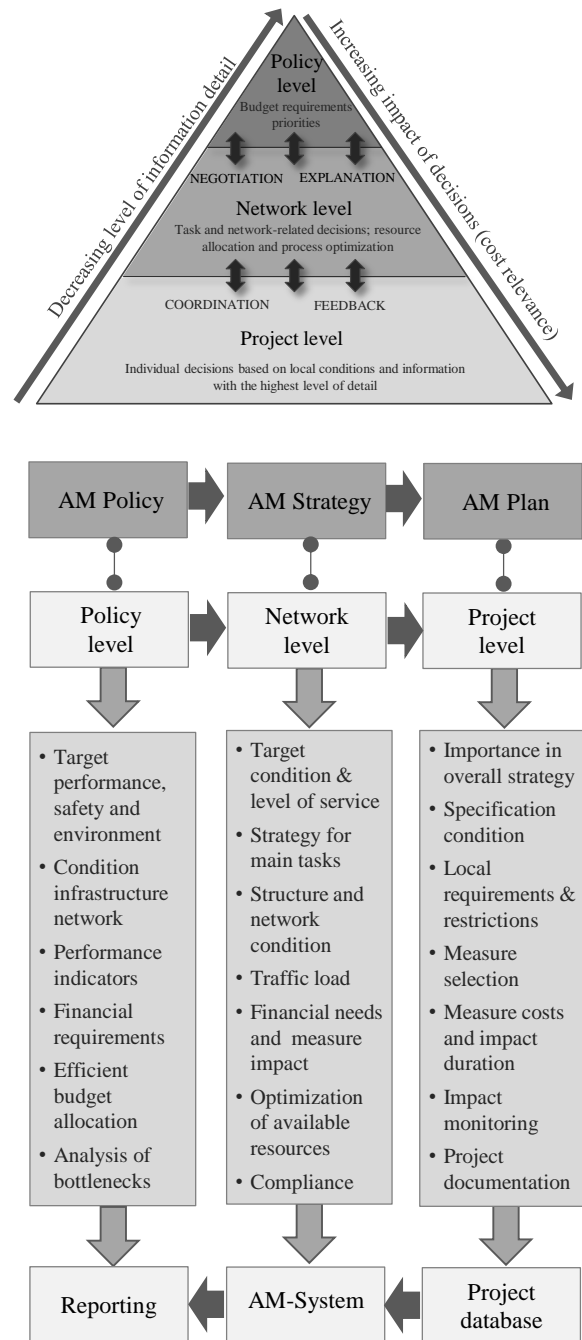 Decreasing level of information detail
Increasing impact of decisions (cost relevance)
Policy
level
Budget requirements
priorities
NEGOTIATION EXPLANATION
Network level
Task and network-related decisions; resource
allocation and process optimization
COORDINATION FEEDBACK
Project level
Individual decisions based on local conditions and information
with the highest level of detail
AM Policy
AM Strategy
AM Plan
Policy
level
Network
level
Project
level
• Target
performance,
safety and
environment
• Condition
infrastructure
network
• Performance
indicators
• Financial
requirements
• Efficient
budget
allocation
• Analysis of
bottlenecks
• Target
condition &
level of service
• Strategy for
main tasks
• Structure and
network
condition
• Traffic load
• Financial needs
and measure
impact
• Optimization
of available
resources
• Compliance
• Importance in
overall strategy
• Specification
condition
• Local
requirements &
restrictions
• Measure
selection
• Measure costs
and impact
duration
• Impact
monitoring
• Project
documentation
Reporting
AM-System
Project
database